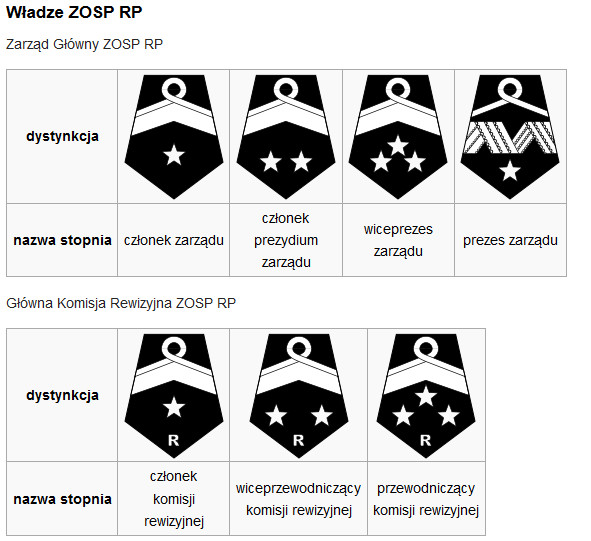 Władze ZOSP RP
Zarząd Główny ZOSP RP
dystynkcja
nazwa stopnia
członek zarządu
członek
prezydium
zarządu
wiceprezes
zarządu
prezes zarządu
Główna Komisja Rewizyjna ZOSP RP
dystynkcja
R
R
R
nazwa stopnia
członek
komisji
rewizyjnej
wiceprzewodniczący
komisji rewizyjnej
przewodniczący
komisji rewizyjnej